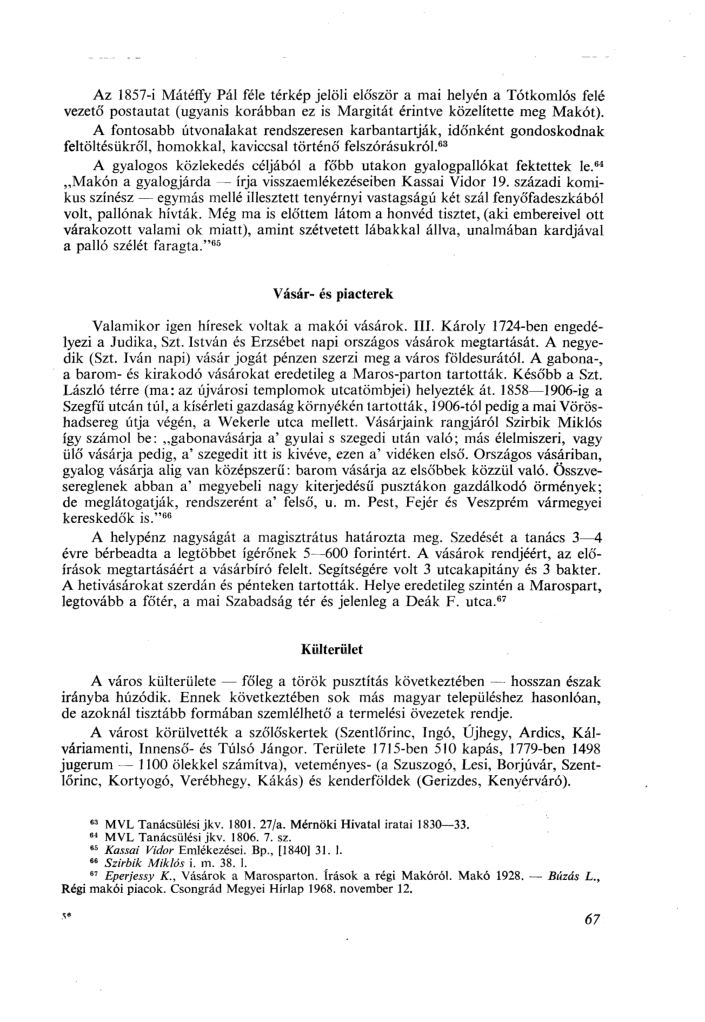 Az 1857-i Mátéffy Pál féle térkép jelöli először a mai helyén a Tótkomlós felé
vezető postautat (ugyanis korábban ez is Margitát érintve közelítette meg Makót).
A fontosabb útvonalakat rendszeresen karbantartják, időnként gondoskodnak
feltöltésükről, homokkal, kaviccsal történő felszórásukról.⁶³
A gyalogos közlekedés céljából a főbb utakon gyalogpallókat fektettek le.⁶⁴
„Makón a gyalogjárda — írja visszaemlékezéseiben Kassai Vidor 19. századi komi-
kus színész — egymás mellé illesztett tenyérnyi vastagságú két szál fenyőfadeszkából
volt, pallónak hívták. Még ma is előttem látom a honvéd tisztet, (aki embereivel ott
várakozott valami ok miatt), amint szétvetett lábakkal állva, unalmában kardjával
a palló szélét faragta."⁶⁵
Vásár- és piacterek
Valamikor igen híresek voltak a makói vásárok. III. Károly 1724-ben engedé-
lyezi a Judika, Szt. István és Erzsébet napi országos vásárok megtartását. A negye-
dik (Szt. Iván napi) vásár jogát pénzen szerzi meg a város földesurától. A gabona-,
a barom- és kirakodó vásárokat eredetileg a Maros-parton tartották. Később a Szt.
László térre (ma: az újvárosi templomok utcatömbjei) helyezték át. 1858—1906-ig a
Szegfű utcán túl, a kísérleti gazdaság környékén tartották, 1906-tól pedig a mai Vörös-
hadsereg útja végén, a Wekerle utca mellett. Vásárjaink rangjáról Szirbik Miklós
így számol be: „gabonavásárja a' gyulai s szegedi után való; más élelmiszeri, vagy
ülő vásárja pedig, a' szegedit itt is kivéve, ezen a' vidéken első. Országos vásáriban,
gyalog vásárja alig van középszerű: barom vásárja az elsőbbek közzül való. Összve-
sereglenek abban a' megyebeli nagy kiterjedésű pusztákon gazdálkodó örmények;
de meglátogatják, rendszerént a' felső, u. m. Pest, Fejér és Veszprém vármegyei
kereskedők is."⁶⁶
A helypénz nagyságát a magisztrátus határozta meg. Szedését a tanács 3—4
évre bérbeadta a legtöbbet ígérőnek 5—600 forintért. A vásárok rendjéért, az elő-
írások megtartásáért a vásárbíró felelt. Segítségére volt 3 utcakapitány és 3 bakter.
A hetivásárokat szerdán és pénteken tartották. Helye eredetileg szintén a Marospart,
legtovább a főtér, a mai Szabadság tér és jelenleg a Deák F. utca.⁶⁷
Külterület
A város külterülete — főleg a török pusztítás következtében — hosszan észak
irányba húzódik. Ennek következtében sok más magyar településhez hasonlóan,
de azoknál tisztább formában szemlélhető a termelési övezetek rendje.
A várost körülvették a szőlőskertek (Szentlőrinc, Ingó, Újhegy, Ardics, Kál-
váriamenti, Innenső- és Túlsó Jángor. Területe 1715-ben 510 kapás, 1779-ben 1498
jugerum — 1100 ölekkel számítva), veteményes- (a Szuszogó, Lesi, Borjúvár, Szent-
lőrinc, Kortyogó, Verébhegy, Kákás) és kenderföldek (Gerizdes, Kenyérváró).
⁶³ MVL Tanácsülési jkv. 1801. 27/a. Mérnöki Hivatal iratai 1830—33.
⁶⁴ MVL Tanácsülési jkv. 1806. 7. sz.
⁶⁵ Kassai Vidor Emlékezései. Bp., [1840] 31. l.
⁶⁶ Szirbik Miklós i. m. 38. l.
⁶⁷ Eperjessy K., Vásárok a Marosparton. Írások a régi Makóról. Makó 1928. — Búzás L.,
Régi makói piacok. Csongrád Megyei Hírlap 1968. november 12.
5*
67